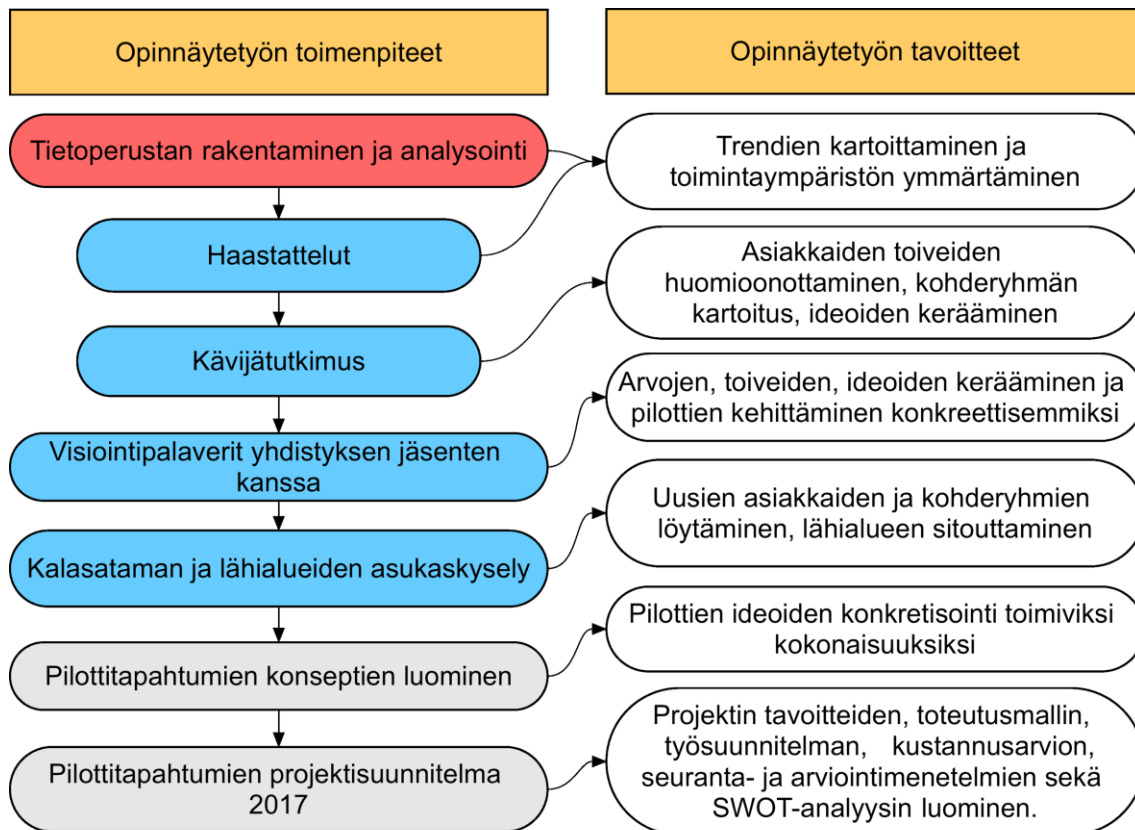 Opinnäytetyön toimenpiteet
Opinnäytetyön tavoitteet
Tietoperustan rakentaminen ja analysointi
Trendien kartoittaminen ja
toimintaympäristön ymmärtäminen
Haastattelut
Asiakkaiden toiveiden
huomioonottaminen, kohderyhmän
kartoitus, ideoiden kerääminen
Kävijätutkimus
Arvojen, toiveiden, ideoiden kerääminen ja
pilottien kehittäminen konkreettisemmiksi
Visiointipalaverit yhdistyksen jäsenten
kanssa
Uusien asiakkaiden ja kohderyhmien
löytäminen, lähialueen sitouttaminen
Kalasataman ja lähialueiden asukaskysely
Pilottien ideoiden konkretisointi toimiviksi
kokonaisuuksiksi
Pilottitapahtumien konseptien luominen
Projektin tavoitteiden, toteutusmallin,
työsuunnitelman, kustannusarvion,
seuranta- ja arviointimenetelmien sekä
SWOT-analyysin luominen.
Pilottitapahtumien projektisuunnitelma
2017